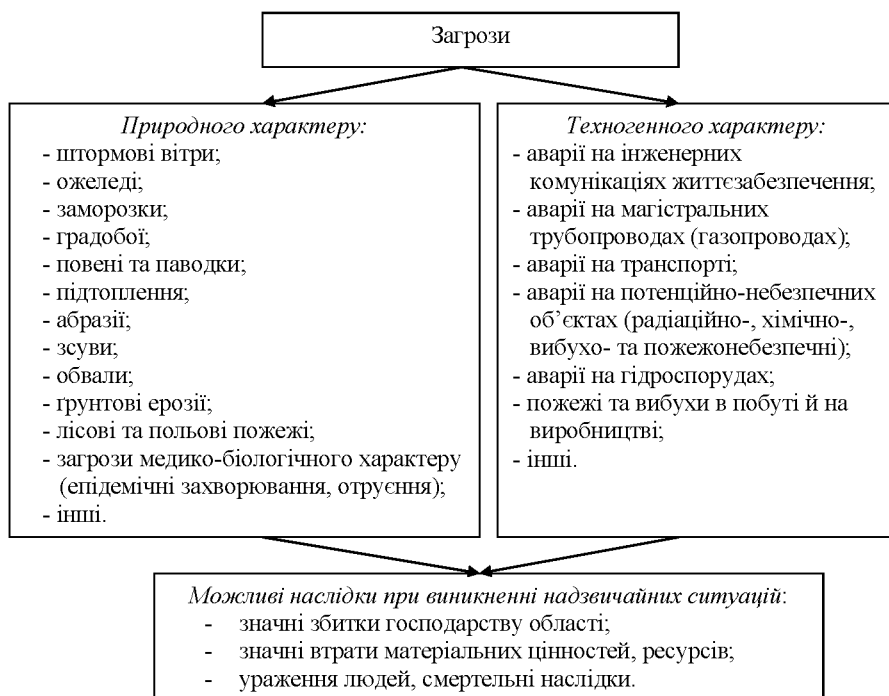 Загрози
Природного характеру:
- штормові вітри;
- ожеледі;
- заморозки;
- градобої;
- повені та паводки;
- підтоплення;
- абразії;
- зсуви;
- обвали;
- ґрунтові ерозії;
- лісові та польові пожежі;
- загрози медико-біологічного характеру
(епідемічні захворювання, отруєння);
- інші.
Техногенного характеру:
- аварії на інженерних
комунікаціях життєзабезпечення;
- аварії на магістральних
трубопроводах (газопроводах);
- аварії на транспорті;
- аварії на потенційно-небезпечних
об’єктах (радіаційно-, хімічно-,
вибухо- та пожежонебезпечні);
- аварії на гідроспорудах;
- пожежі та вибухи в побуті й на
виробництві;
- інші.
Можливі наслідки при виникненні надзвичайних ситуацій:
- значні збитки господарству області;
- значні втрати матеріальних цінностей, ресурсів;
- ураження людей, смертельні наслідки.